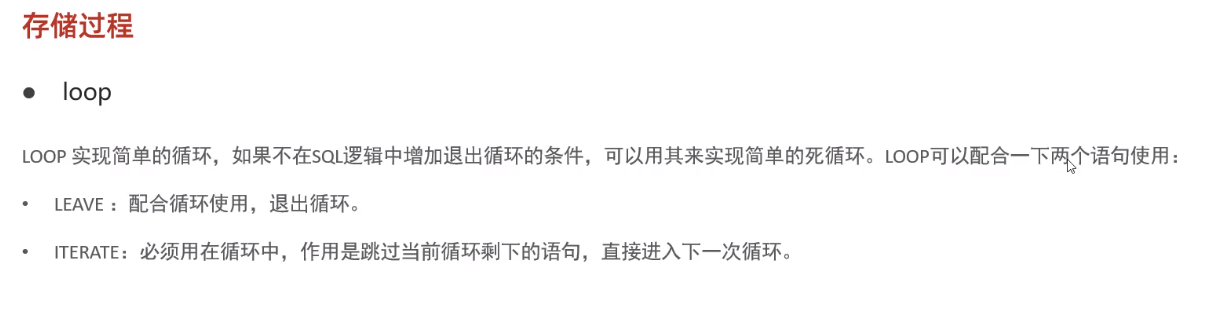 存储过程
● loop
LOOP 实现简单的循环，如果不在SQL逻辑中增加退出循环的条件，可以用其来实现简单的死循环。LOOP可以配合一下两个语句使用：
• LEAVE ：配合循环使用，退出循环。
• ITERATE：必须用在循环中，作用是跳过当前循环剩下的语句，直接进入下一次循环。